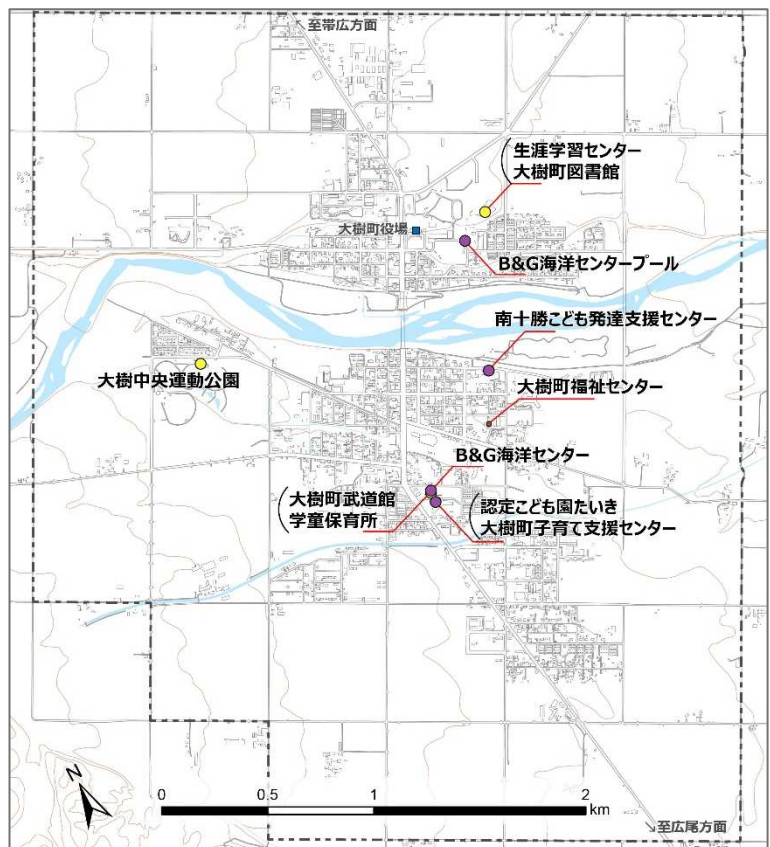 ↖至帯広方面
生涯学習センター
大樹町図書館
大樹町役場
B&G海洋センタープール
南十勝こども発達支援センター
大樹中央運動公園
大樹町福祉センター
B&G海洋センター
大樹町武道館
学童保育所
認定こども園たいき
大樹町子育て支援センター
N
0 0.5 1 2
km
↘至広尾方面